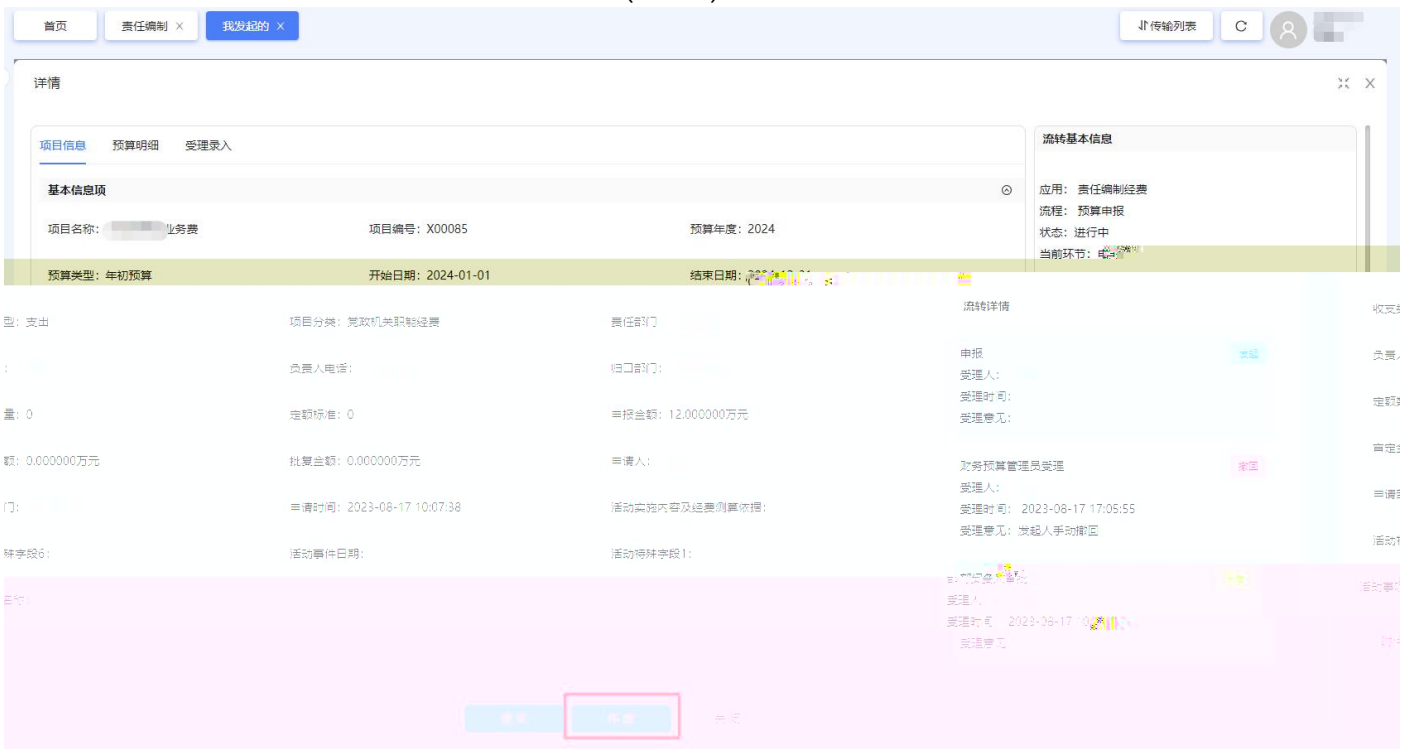 首页 责任编制 × 我发起的 × 传输列表
详情
项目信息 预算明细 受理录入 流转基本信息
基本信息项 应用: 责任编制经费
流程: 预算申报
项目名称: 业务费 项目编号: X00085 预算年度: 2024 状态: 进行中
当前环节:
预算类型: 年初预算 开始日期: 2024-01-01 结束日期:
流转详情
型: 支出 项目分类: 党政机关职能经费 责任部门 收支
申报 发起
: 负责人电话: 归口部门: 负责
受理人:
受理时间:
量: 0 定额标准: 0 申报金额: 12.000000万元 定额
受理意见:
额: 0.000000万元 批复金额: 0.000000万元 申请人: 审定
财务预算管理员受理 撤回
受理人:
门: 申请时间: 2023-08-17 10:07:38 活动实施内容及经费测算依据: 申请
受理时间: 2023-08-17 17:05:55
受理意见: 发起人手动撤回
殊字段6: 活动事件日期: 活动特殊字段1: 活动
名称: 活动事
受理人
受理时间: 2023-08-17 10
受理意见
关闭